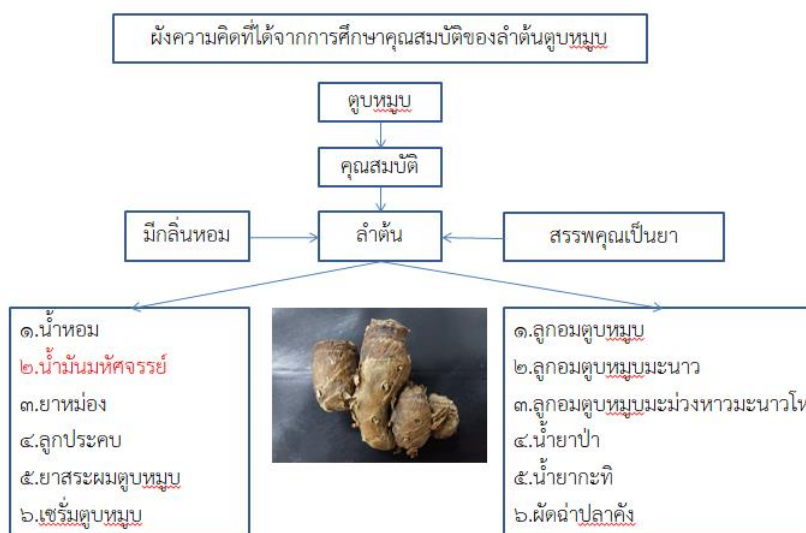 ผังความคิดที่ได้จากการศึกษาคุณสมบัติของลำต้นตูบหมูบ
ตูบหมูบ
คุณสมบัติ
มีกลิ่นหอม
ลำต้น
สรรพคุณเป็นยา
๑.น้ำหอม
๒.น้ำมันมหัศจรรย์
๓.ยาหม่อง
๔.ลูกประคบ
๕.ยาสระผมตูบหมูบ
๖.เซรั่มตูบหมูบ
๑.ลูกอมตูบหมูบ
๒.ลูกอมตูบหมูบมะนาว
๓.ลูกอมตูบหมูบมะม่วงหาวมะนาวโห
๔.น้ำยาป่า
๕.น้ำยากะทิ
๖.ผัดฉ่าปลาคัง